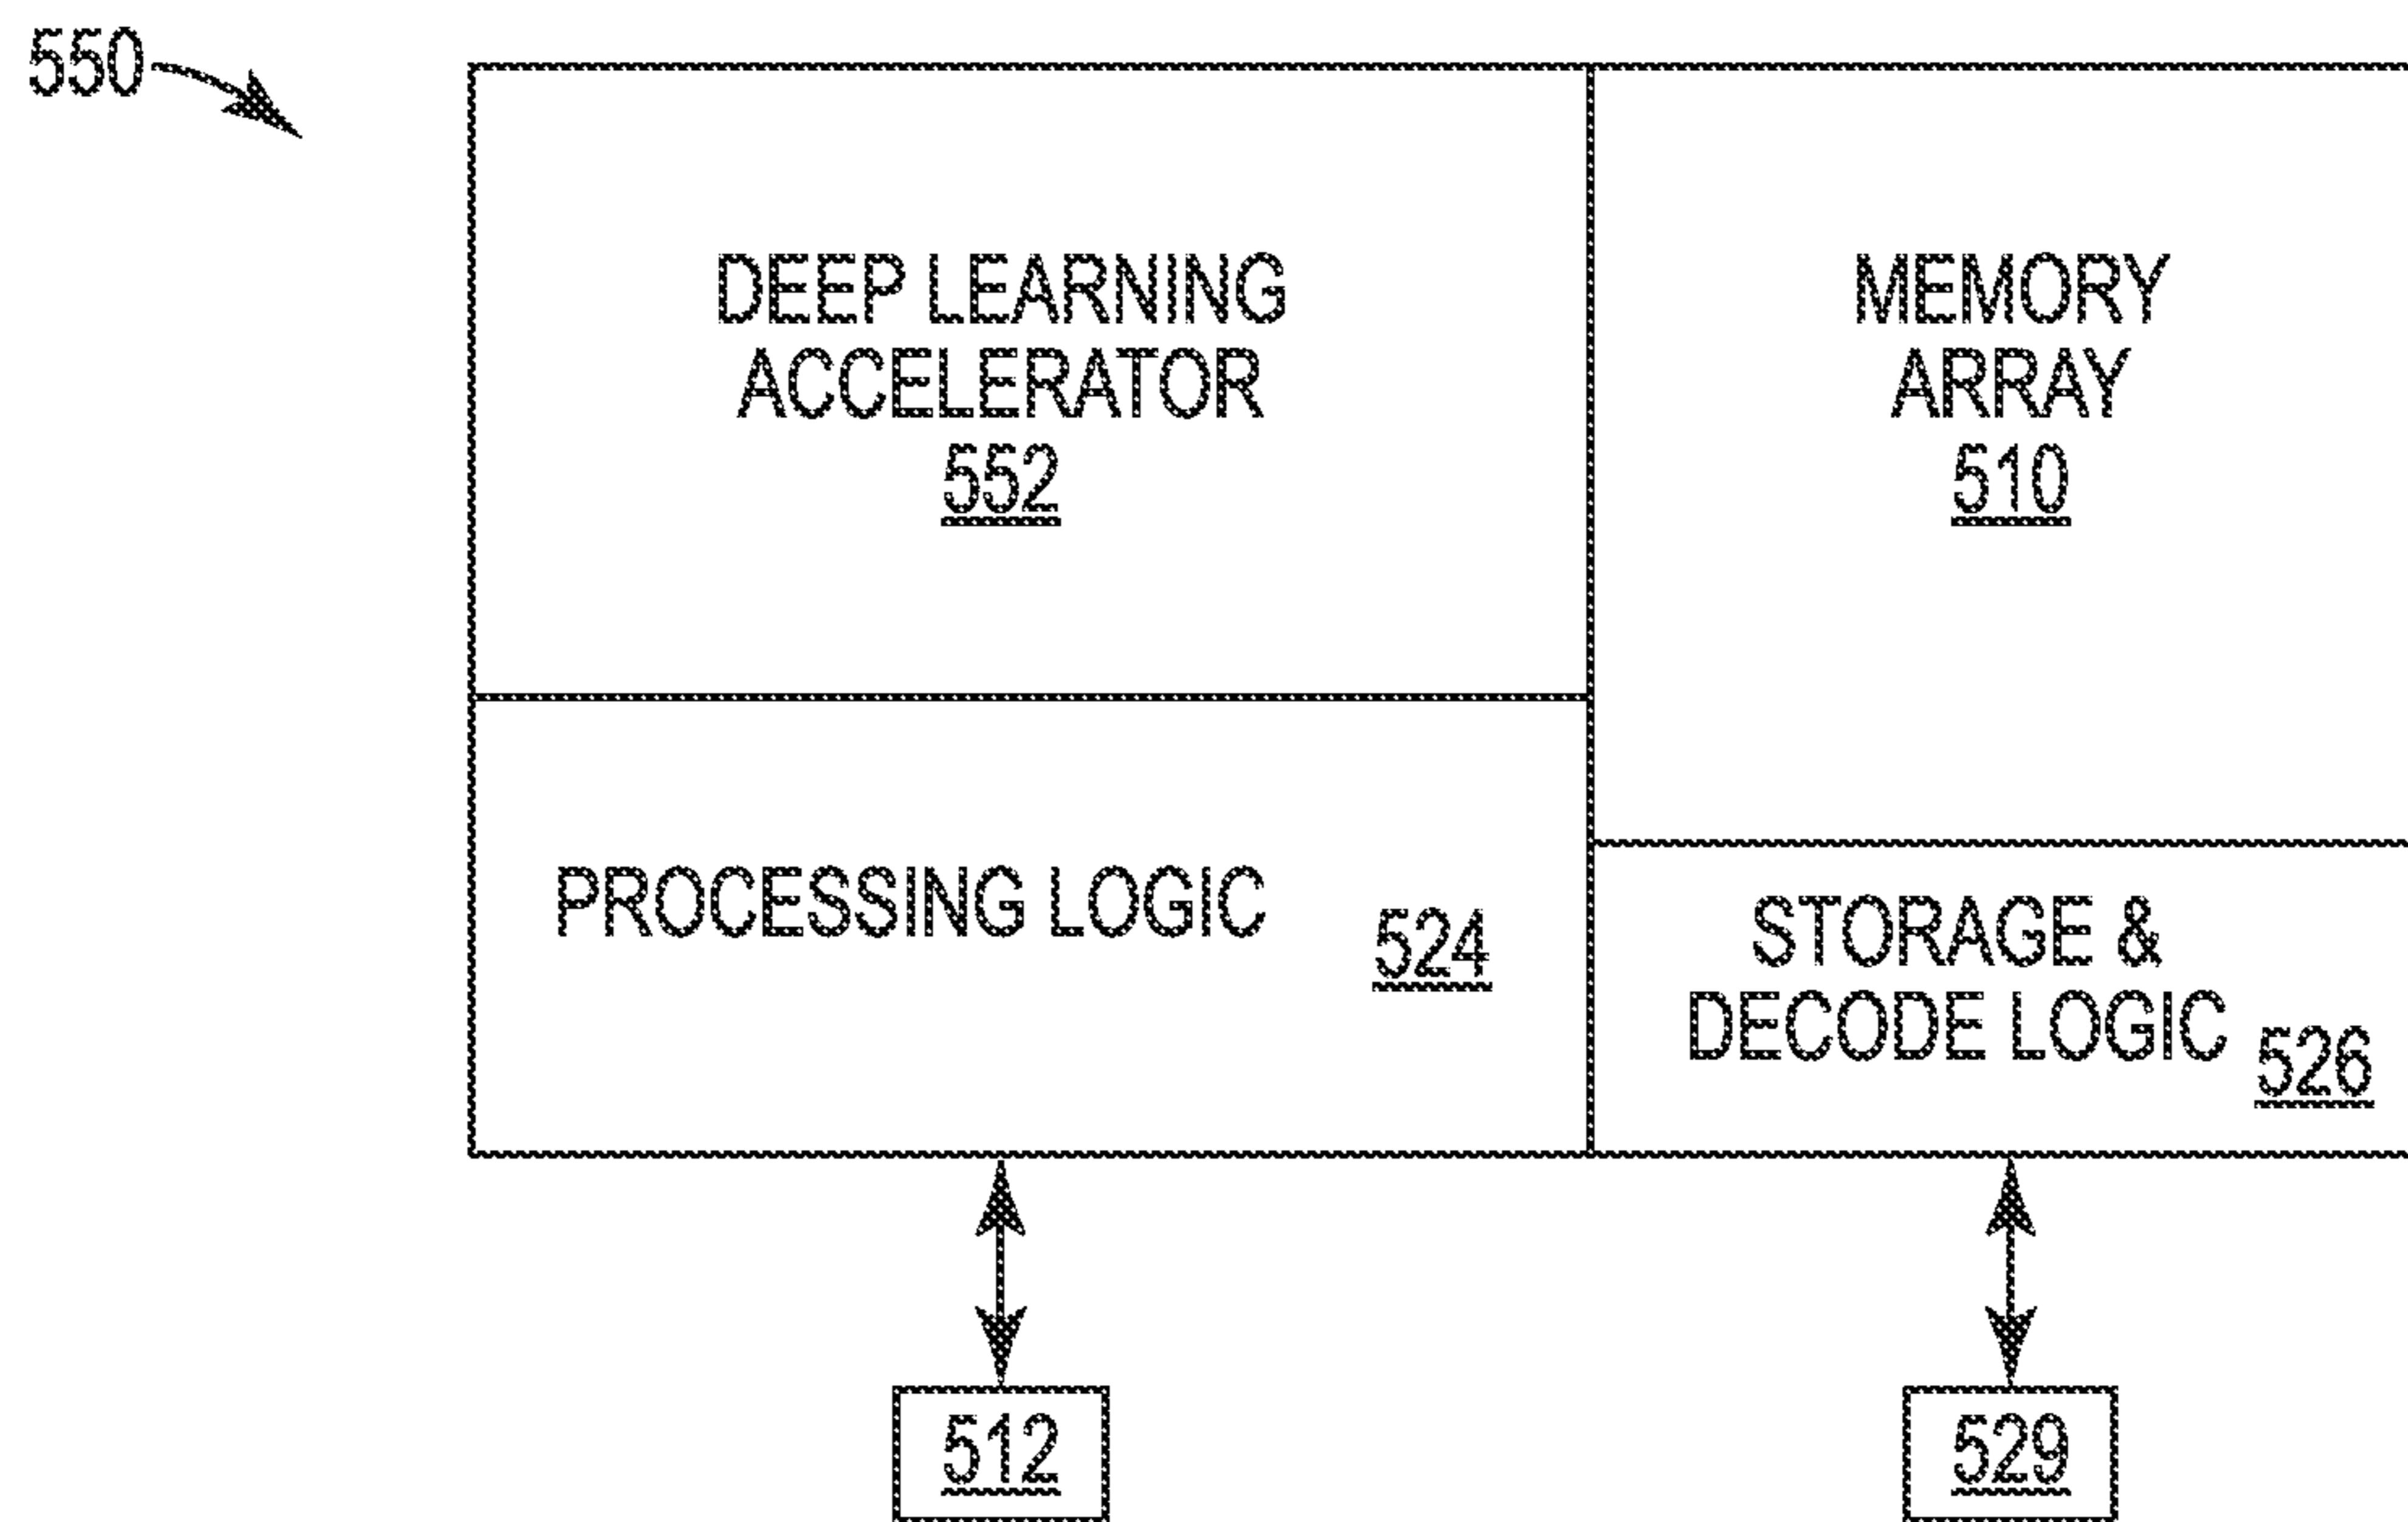 550
DEEP LEARNING
ACCELERATOR
552
MEMORY
ARRAY
510
PROCESSING LOGIC
524
STORAGE &
DECODE LOGIC
526
512
529